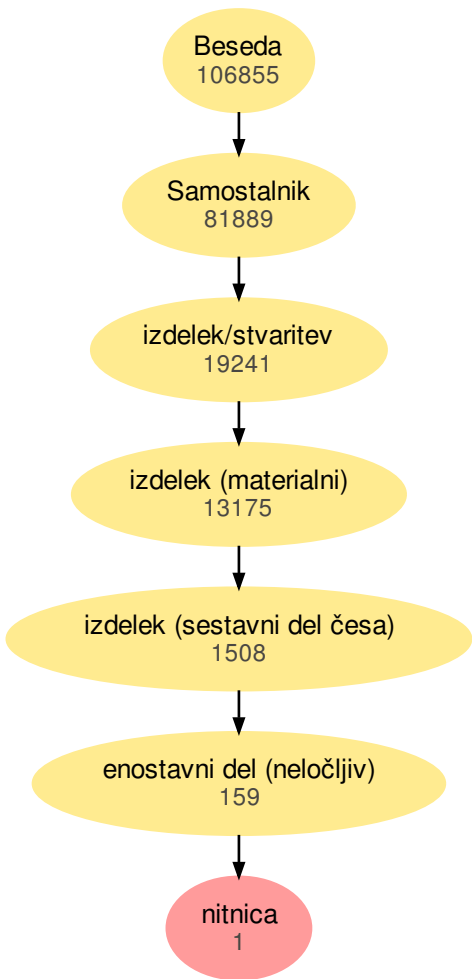 Beseda
106855
Samostalnik
81889
izdelek/stvaritev
19241
izdelek (materialni)
13175
izdelek (sestavni del česa)
1508
enostavni del (neločljiv)
159
nitnica
1